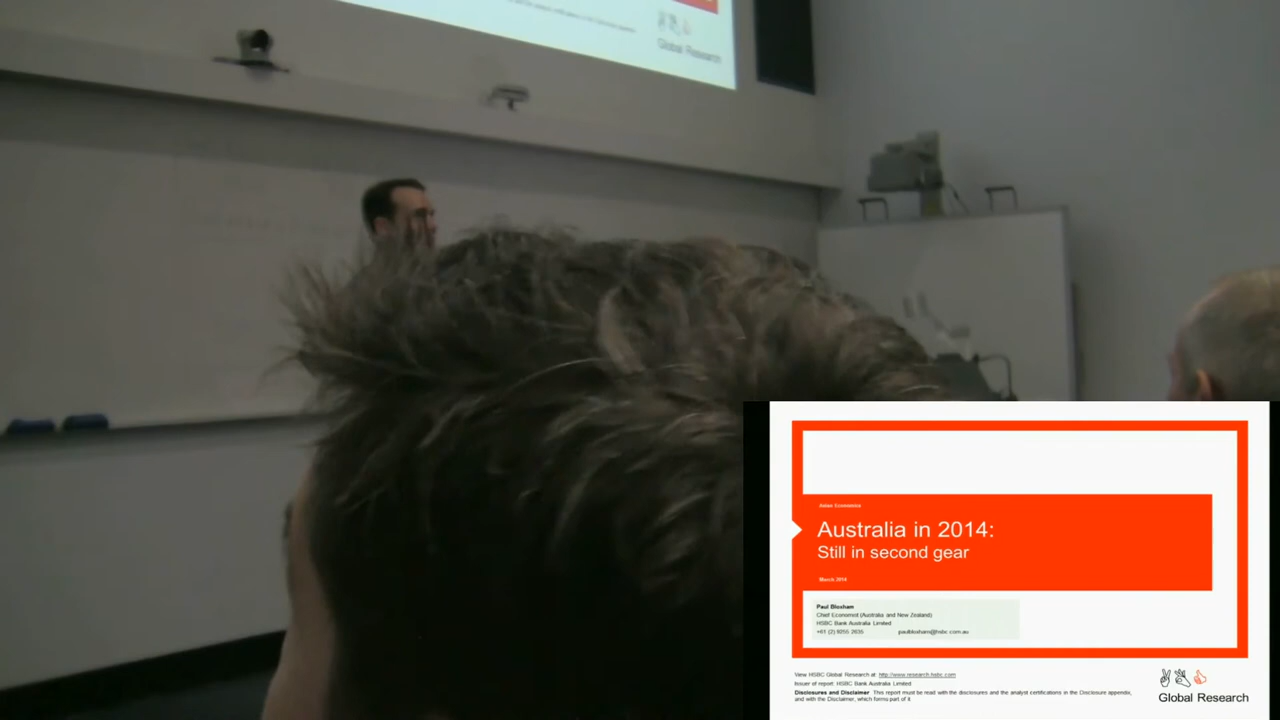 Global Research
Asian Economics
Australia in 2014:
Still in second gear
March 2014
Paul Bloxham
Chief Economist (Australia and New Zealand)
HSBC Bank Australia Limited
+61 (2) 9255 2635 paulbloxham@hsbc.com.au
View HSBC Global Research at: http://www.research.hsbc.com
Issuer of report: HSBC Bank Australia Limited
Disclosures and Disclaimer This report must be read with the disclosures and the analyst certifications in the Disclosure appendix,
and with the Disclaimer, which forms part of it
Global Research